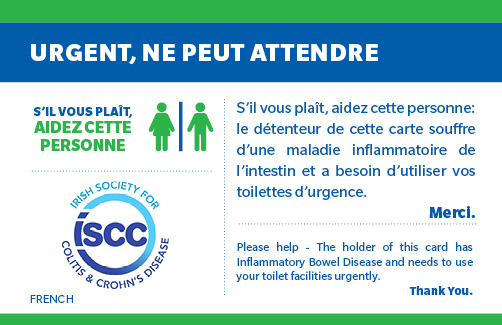 URGENT, NE PEUT ATTENDRE
S'IL VOUS PLAÎT,
AIDEZ CETTE
PERSONNE
IRISH SOCIETY FOR
iSCC
COLITIS & CROHN'S DISEASE
FRENCH
S'il vous plaît, aidez cette personne:
le détenteur de cette carte souffre
d'une maladie inflammatoire de
l'intestin et a besoin d'utiliser vos
toilettes d'urgence.
Merci.
Please help - The holder of this card has
Inflammatory Bowel Disease and needs to use
your toilet facilities urgently.
Thank You.